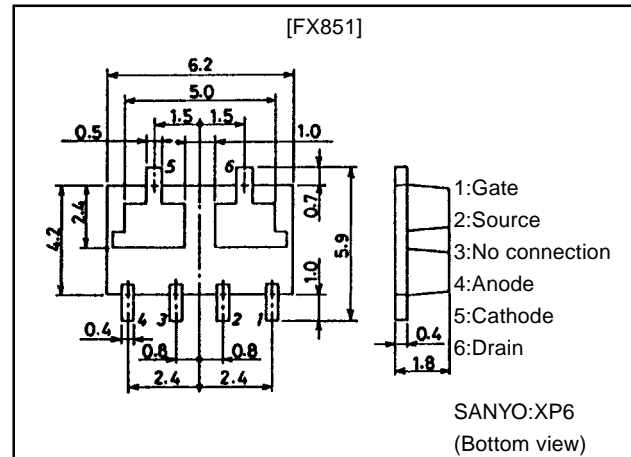 [FX851]
6.2
5.0
1.5 1.5
0.5 1.0
5 6
4.2 2.4 0.7 5.9
1.0
4 3 2 1
0.4
0.8 0.8
2.4 2.4
1:Gate
2:Source
3:No connection
4:Anode
5:Cathode
0.4
6:Drain
1.8
SANYO:XP6
(Bottom view)